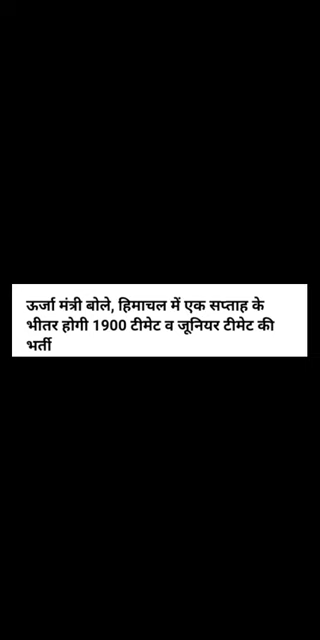 ऊर्जा मंत्री बोले, हिमाचल में एक सप्ताह के
भीतर होगी 1900 टीमेट व जूनियर टीमेट की
भर्ती